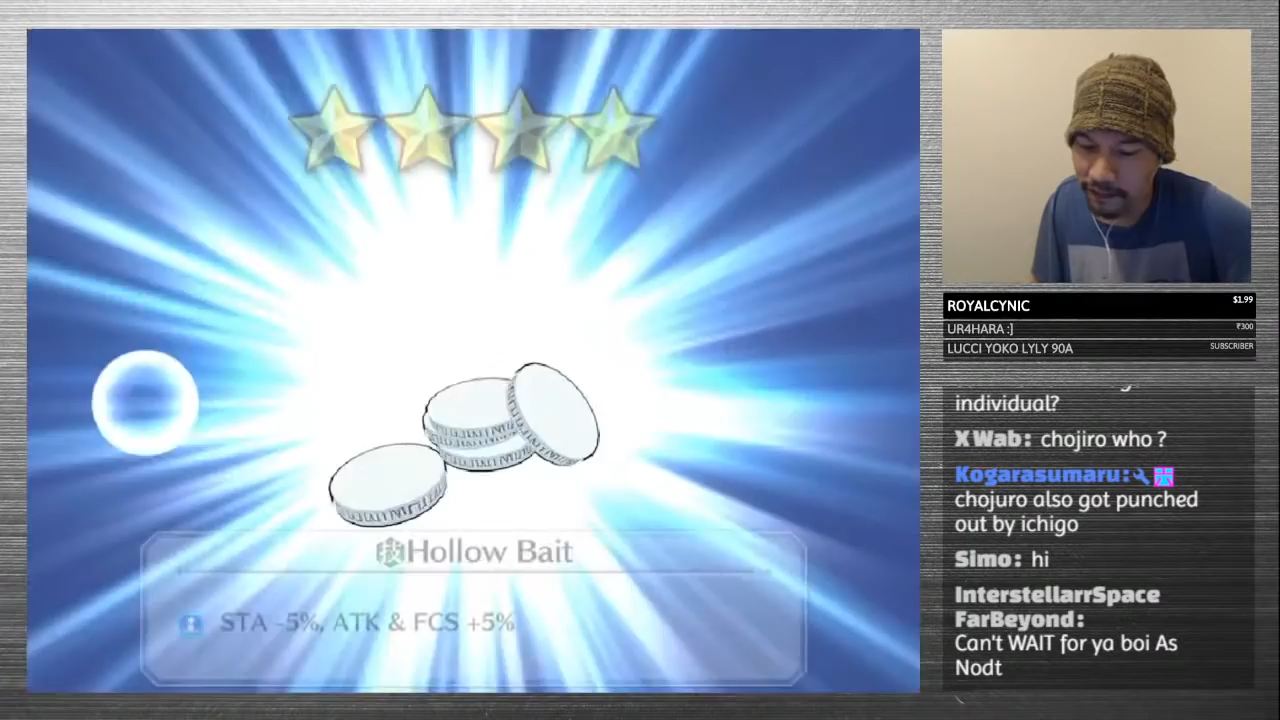 Hollow Bait
STA -5%, ATK & FCS +5%
ROYALCYNIC $1.99
UR4HARA :] ₹300
LUCCI YOKO LYLY 90A SUBSCRIBER
individual?
X Wab: chojiro who ?
Kogarasumaru:
chojuro also got punched
out by ichigo
Simo: hi
InterstellarrSpace
FarBeyond:
Can't WAIT for ya boi As
Nodt